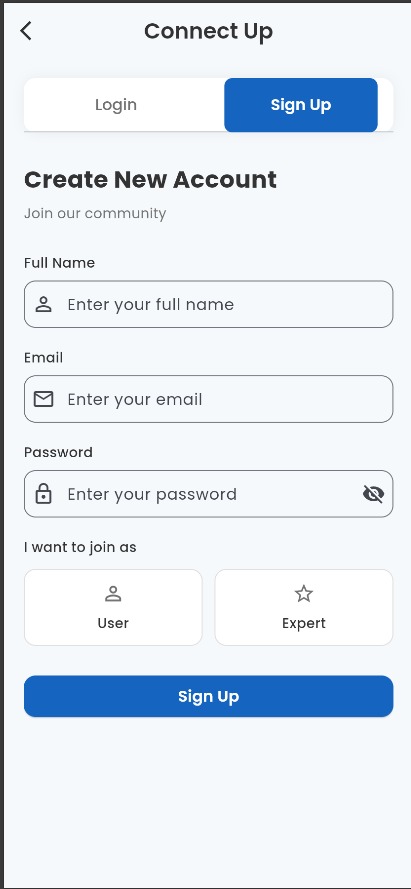 Connect Up
Login
Sign Up
Create New Account
Join our community
Full Name
Enter your full name
Email
Enter your email
Password
Enter your password
I want to join as
User
Expert
Sign Up